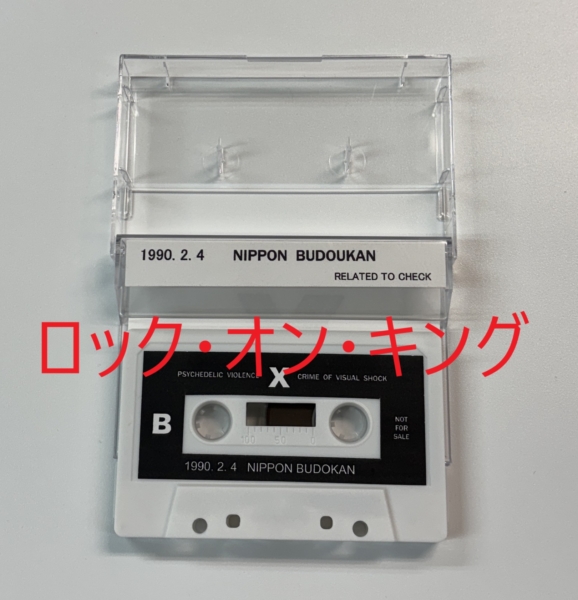 1990. 2. 4 NIPPON BUDOUKAN
RELATED TO CHECK
ロック・オン・キング
PSYCHEDELIC VIOLENCE X CRIME OF VISUAL SHOCK
B
NOT
FOR
SALE
1990. 2. 4 NIPPON BUDOKAN